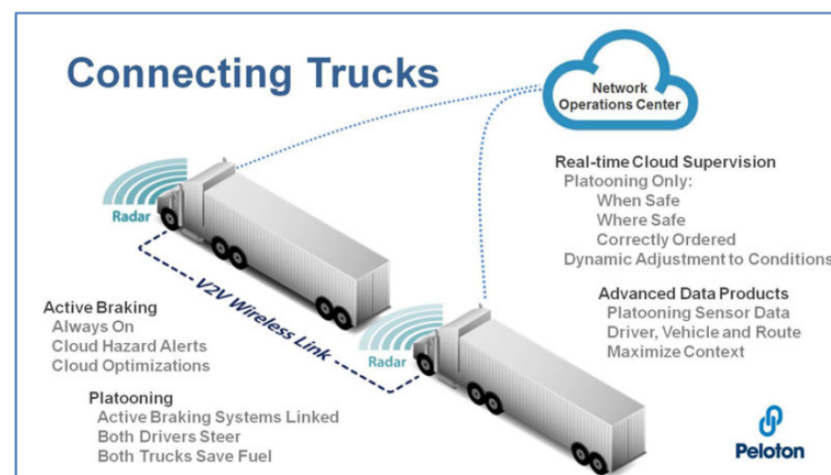 Connecting Trucks
Network
Operations Center
Radar
V2V Wireless Link
Radar
Real-time Cloud Supervision
Platooning Only:
When Safe
Where Safe
Correctly Ordered
Dynamic Adjustment to Conditions
Advanced Data Products
Platooning Sensor Data
Driver, Vehicle and Route
Maximize Context
Active Braking
Always On
Cloud Hazard Alerts
Cloud Optimizations
Platooning
Active Braking Systems Linked
Both Drivers Steer
Both Trucks Save Fuel
Peloton